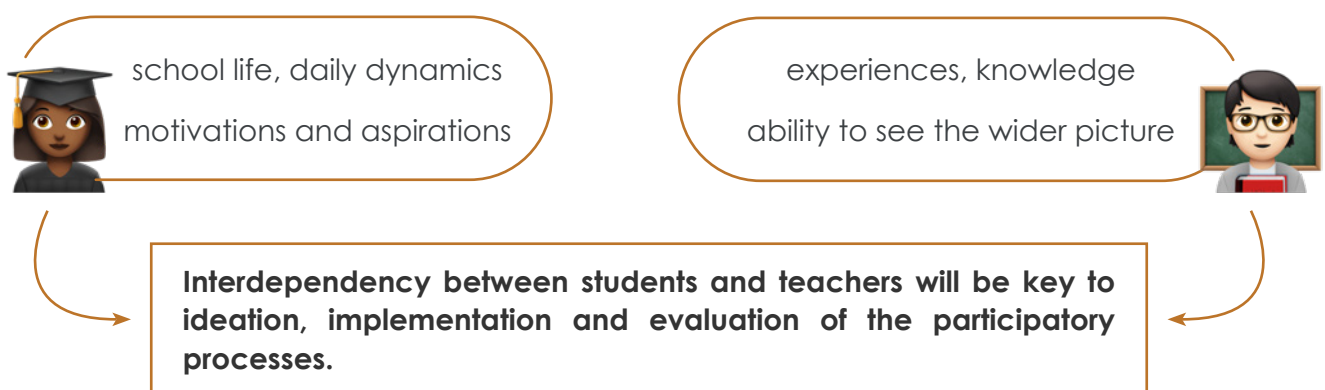 school life, daily dynamics
motivations and aspirations
experiences, knowledge
ability to see the wider picture
Interdependency between students and teachers will be key to
ideation, implementation and evaluation of the participatory
processes.